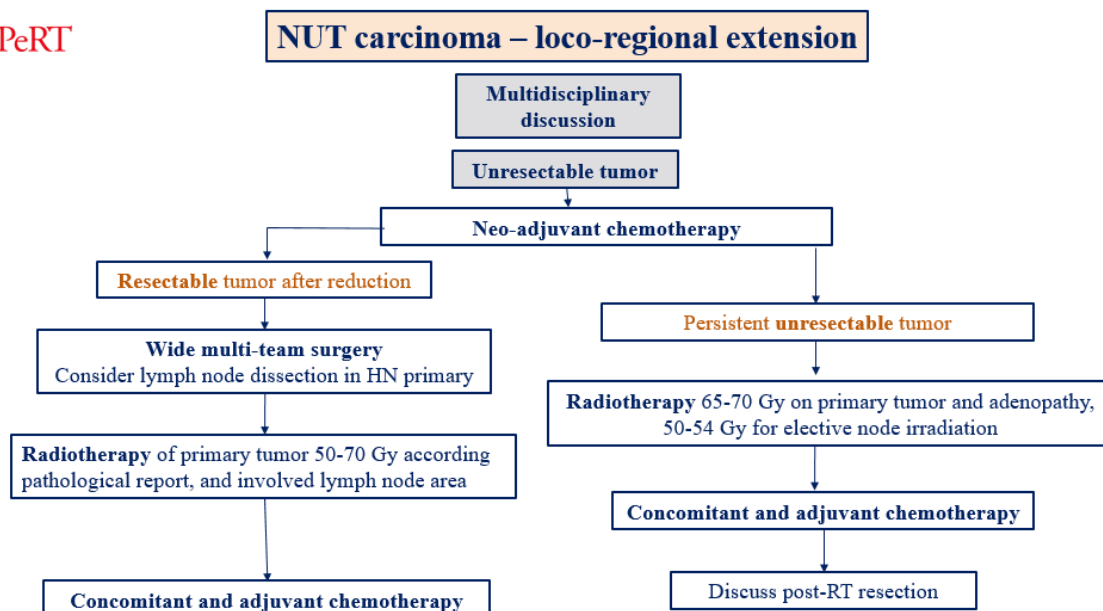 PeRT
NUT carcinoma – loco-regional extension
Multidisciplinary
discussion
Unresectable tumor
Neo-adjuvant chemotherapy
Resectable tumor after reduction
Wide multi-team surgery
Consider lymph node dissection in HN primary
Radiotherapy of primary tumor 50-70 Gy according
pathological report, and involved lymph node area
Concomitant and adjuvant chemotherapy
Persistent unresectable tumor
Radiotherapy 65-70 Gy on primary tumor and adenopathy,
50-54 Gy for elective node irradiation
Concomitant and adjuvant chemotherapy
Discuss post-RT resection